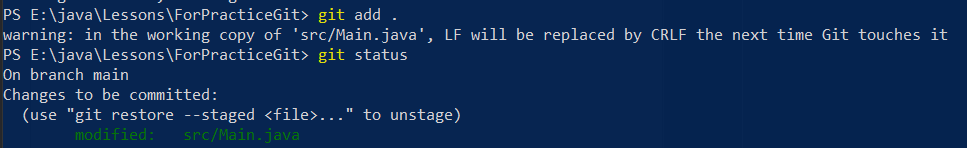 PS E:\java\Lessons\ForPracticeGit> git add .
warning: in the working copy of 'src/Main.java', LF will be replaced by CRLF the next time Git touches it
PS E:\java\Lessons\ForPracticeGit> git status
On branch main
Changes to be committed:
  (use "git restore --staged <file>..." to unstage)
        modified:   src/Main.java